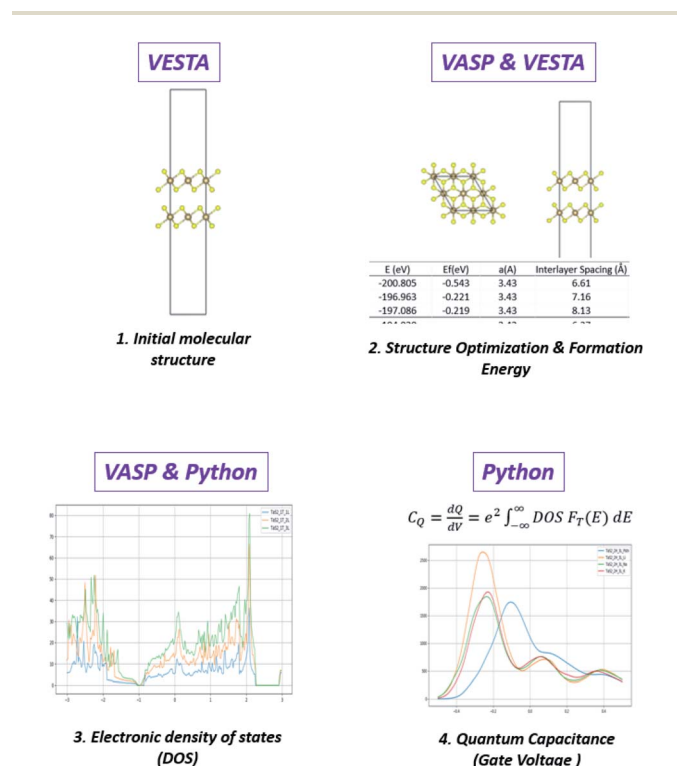 VESTA
VASP & VESTA
E (eV) Ef(eV) a(A) Interlayer Spacing (Å)
-200.805 -0.543 3.43 6.61
-196.963 -0.221 3.43 7.16
-197.086 -0.219 3.43 8.13
1. Initial molecular
structure
2. Structure Optimization & Formation
Energy
VASP & Python
Python
C_Q = dQ/dV = e² ∫_{-∞}^{∞} DOS F_T(E) dE
3. Electronic density of states
(DOS)
4. Quantum Capacitance
(Gate Voltage )